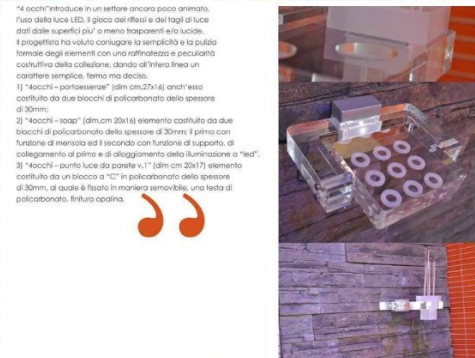 "4 occhi"introduce in un settore ancora poco animato,
l'uso della luce LED, il gioco dei riflessi e dei tagli di luce
dati dalle superfici piu' o meno trasparenti e/o lucide.
Il progettista ha voluto coniugare la semplicità e la pulizia
formale degli elementi con una raffinatezza e peculiarità
costruttiva della collezione, dando all'intera linea un
carattere semplice, fermo ma deciso.
1) "4occhi – portaessenze" (dim cm.27x16) anch'esso
costituito da due blocchi di policarbonato dello spessore
di 30mm;
2) "4occhi – soap" (dim.cm 20x16) elemento costituito da due
blocchi di policarbonato dello spessore di 30mm; il primo con
funzione di mensola ed il secondo con funzione di supporto, di
collegamento al primo e di alloggiamento della illuminazione a "led".
3) "4occhi – punto luce da parete v.1" (dim cm 20x17) elemento
costituito da un blocco a "C" in policarbonato dello spessore
di 30mm, al quale è fissato in maniera semovibile, una testa di
policarbonato, finitura opalina.
”